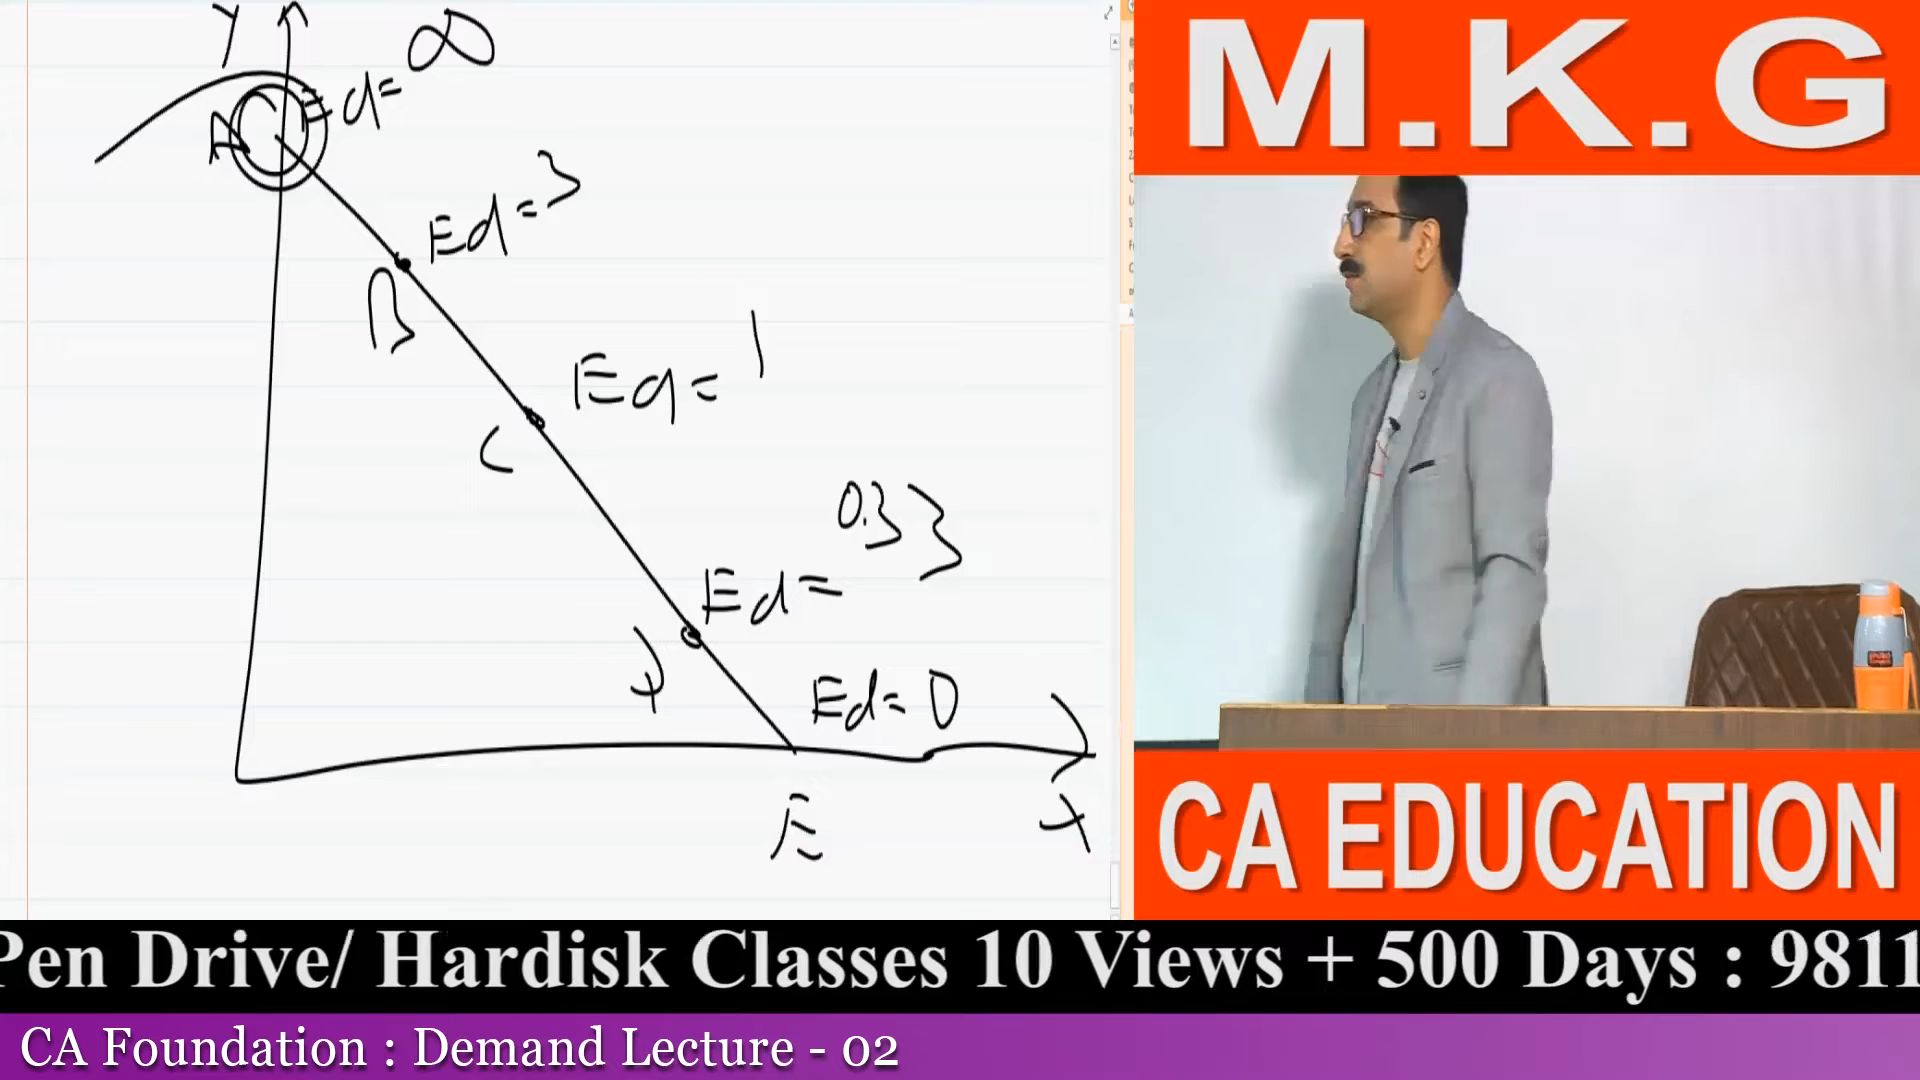 Y
Ed = ∞
A
Ed = 3
B
Ed = 1
C
0.33
Ed =
Ed = 0
E
X
M.K.G
CA EDUCATION
Pen Drive/ Hardisk Classes 10 Views + 500 Days : 9811
CA Foundation : Demand Lecture - 02